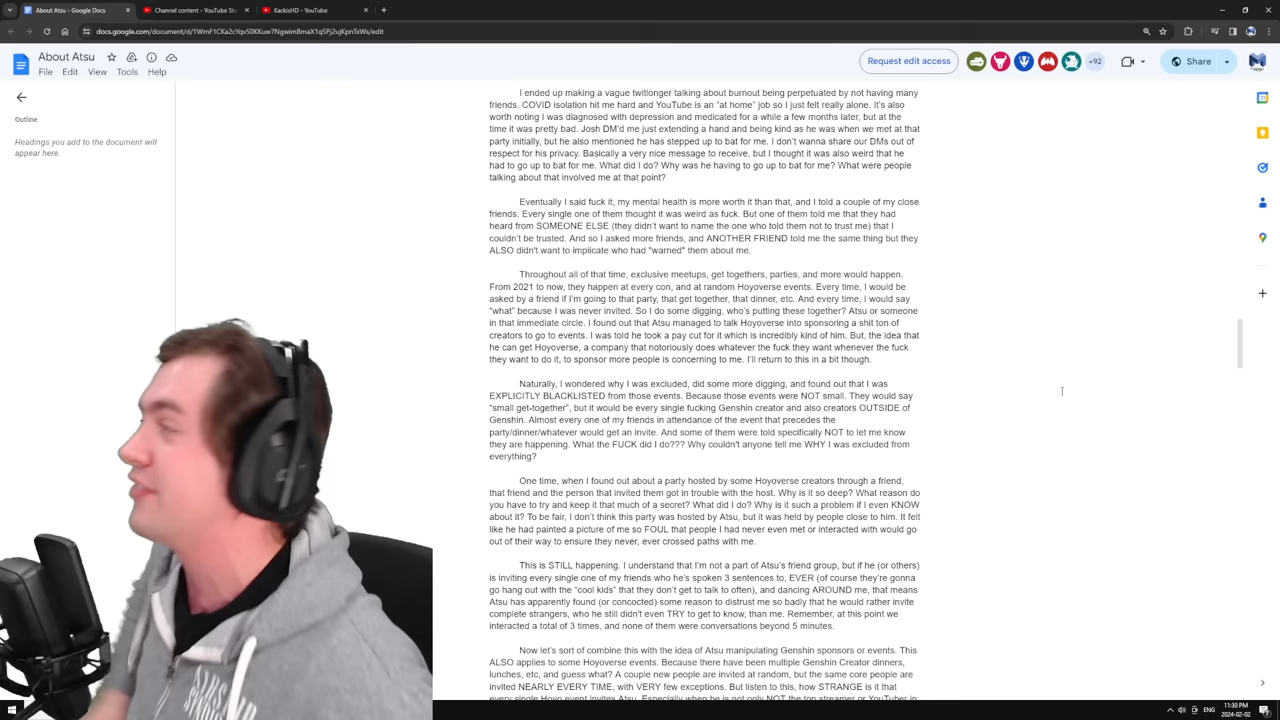 About Atsu - Google Docs
Channel content - YouTube Stu
KackisHD - YouTube
About Atsu
File Edit View Tools Help
Request edit access
+92
Share
Outline
Headings you add to the document will
appear here.
I ended up making a vague twitlonger talking about burnout being perpetuated by not having many
friends. COVID isolation hit me hard and YouTube is an “at home” job so I just felt really alone. It’s also
worth noting I was diagnosed with depression and medicated for a while a few months later, but at the
time it was pretty bad. Josh DM’d me just extending a hand and being kind as he was when we met at that
party initially, but he also mentioned he has stepped up to bat for me. I don’t wanna share our DMs out of
respect for his privacy. Basically a very nice message to receive, but I thought it was also weird that he
had to go up to bat for me. What did I do? Why was he having to go up to bat for me? What were people
talking about that involved me at that point?
Eventually I said fuck it, my mental health is more worth it than that, and I told a couple of my close
friends. Every single one of them thought it was weird as fuck. But one of them told me that they had
heard from SOMEONE ELSE (they didn’t want to name the one who told them not to trust me) that I
couldn’t be trusted. And so I asked more friends, and ANOTHER FRIEND told me the same thing but they
ALSO didn't want to implicate who had "warned" them about me.
Throughout all of that time, exclusive meetups, get togethers, parties, and more would happen.
From 2021 to now, they happen at every con, and at random Hoyoverse events. Every time, I would be
asked by a friend if I’m going to that party, that get together, that dinner, etc. And every time, I would say
“what” because I was never invited. So I do some digging, who’s putting these together? Atsu or someone
in that immediate circle. I found out that Atsu managed to talk Hoyoverse into sponsoring a shit ton of
creators to go to events. I was told he took a pay cut for it which is incredibly kind of him. But, the idea that
he can get Hoyoverse, a company that notoriously does whatever the fuck they want whenever the fuck
they want to do it, to sponsor more people is concerning to me. I’ll return to this in a bit though.
Naturally, I wondered why I was excluded, did some more digging, and found out that I was
EXPLICITLY BLACKLISTED from those events. Because those events were NOT small. They would say
“small get-together”, but it would be every single fucking Genshin creator and also creators OUTSIDE of
Genshin. Almost every one of my friends in attendance of the event that precedes the
party/dinner/whatever would get an invite. And some of them were told specifically NOT to let me know
they are happening. What the FUCK did I do??? Why couldn't anyone tell me WHY I was excluded from
everything?
One time, when I found out about a party hosted by some Hoyoverse creators through a friend,
that friend and the person that invited them got in trouble with the host. Why is it so deep? What reason do
you have to try and keep it that much of a secret? What did I do? Why is it such a problem if I even KNOW
about it? To be fair, I don’t think this party was hosted by Atsu, but it was held by people close to him. It felt
like he had painted a picture of me so FOUL that people I had never even met or interacted with would go
out of their way to ensure they never, ever crossed paths with me.
This is STILL happening. I understand that I’m not a part of Atsu’s friend group, but if he (or others)
is inviting every single one of my friends who he’s spoken 3 sentences to, EVER (of course they’re gonna
go hang out with the “cool kids” that they don’t get to talk to often), and dancing AROUND me, that means
Atsu has apparently found (or concocted) some reason to distrust me so badly that he would rather invite
complete strangers, who he still didn't even TRY to get to know, than me. Remember, at this point we
interacted a total of 3 times, and none of them were conversations beyond 5 minutes.
Now let’s sort of combine this with the idea of Atsu manipulating Genshin sponsors or events. This
ALSO applies to some Hoyoverse events. Because there have been multiple Genshin Creator dinners,
lunches, etc, and guess what? A couple new people are invited at random, but the same core people are
invited NEARLY EVERY TIME, with VERY few exceptions. But listen to this, how STRANGE is it that
every single Hoyo event invites Atsu. Especially when he is not only NOT the top streamer or YouTuber in
ENG
11:30 PM
2024-02-02